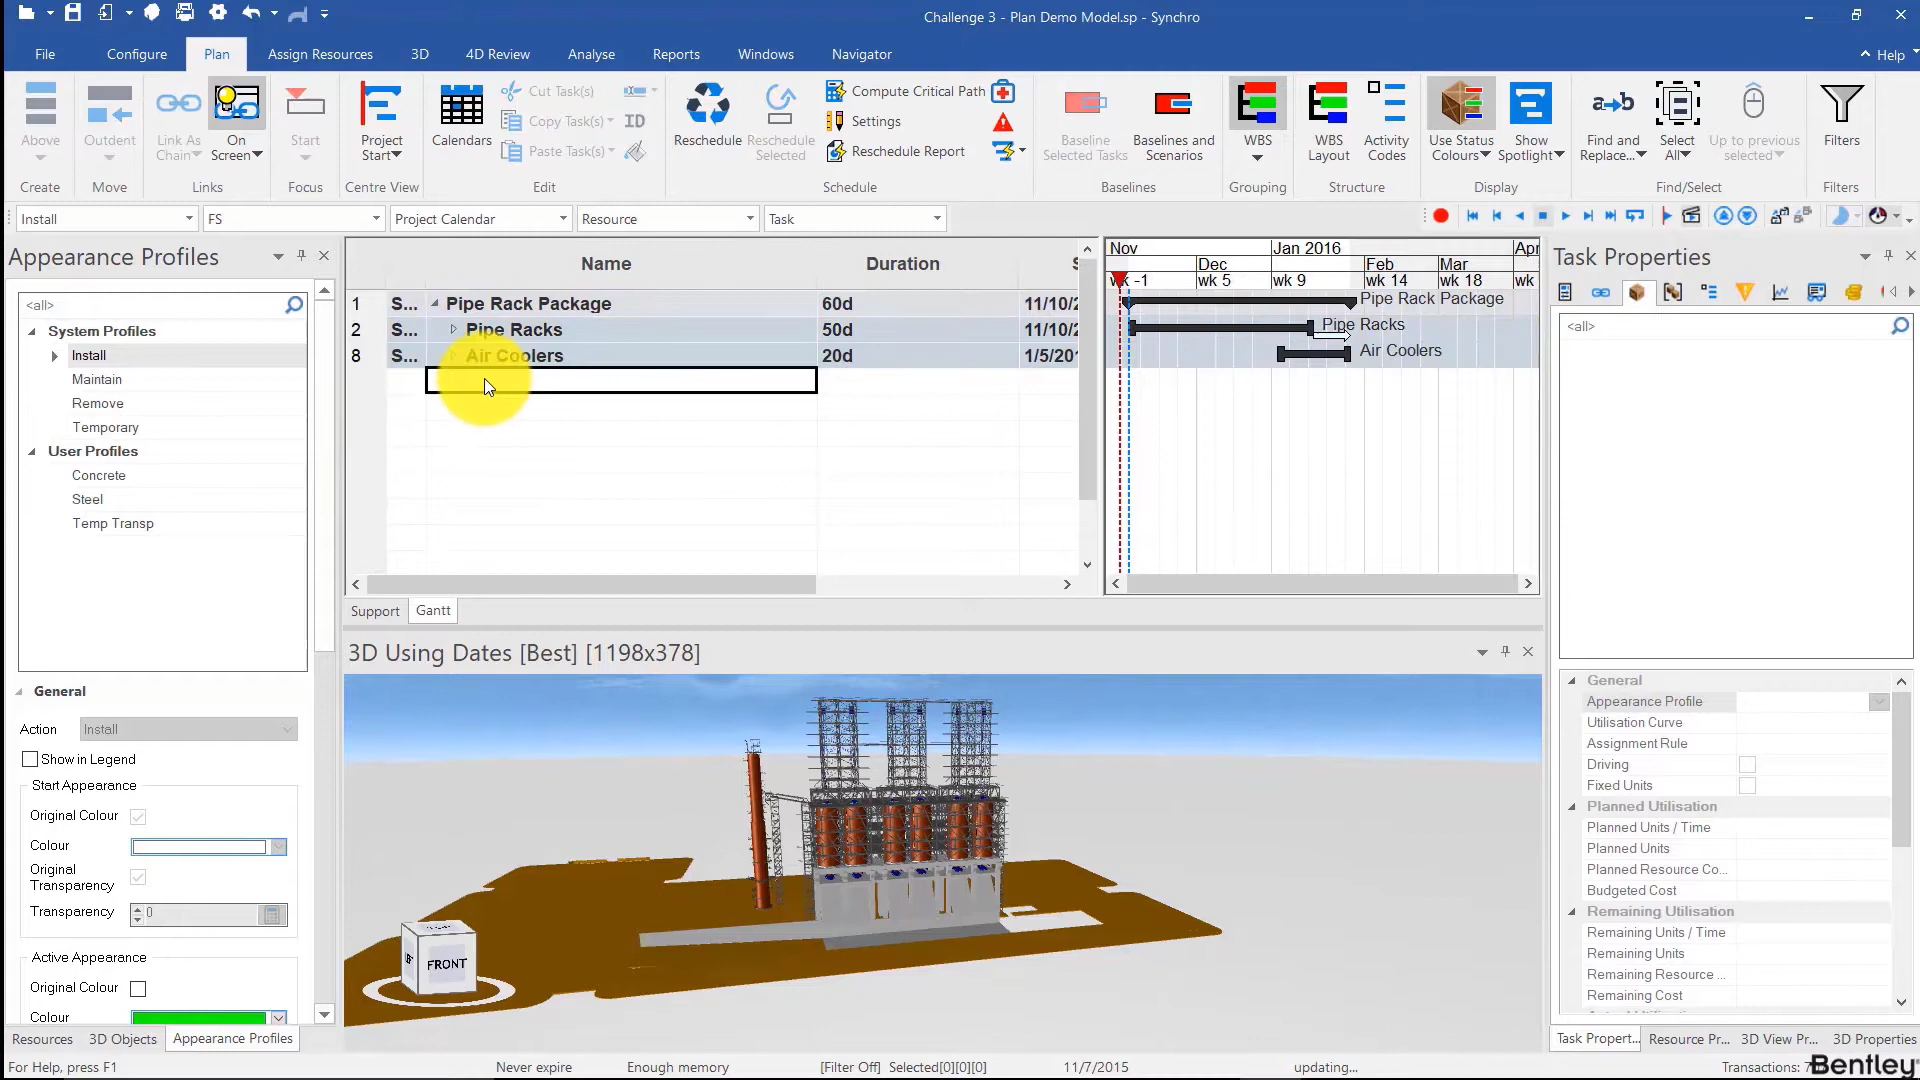 Challenge 3 - Plan Demo Model.sp - Synchro
File Configure Plan Assign Resources 3D 4D Review Analyse Reports Windows Navigator Help
Above
Create
Outdent
Move
Link As Chain
On Screen
Links
Start
Focus
Project Start
Centre View
Calendars
Cut Task(s)
Copy Task(s)
Paste Task(s)
ID
Edit
Reschedule
Reschedule Selected
Compute Critical Path
Settings
Reschedule Report
Schedule
Baseline Selected Tasks
Baselines and Scenarios
Baselines
WBS
Grouping
WBS Layout
Activity Codes
Structure
Use Status Colours
Show Spotlight
Display
Find and Replace...
Select All
Up to previous selected
Find/Select
Filters
Filters
Install FS Project Calendar Resource Task
Appearance Profiles
<all>
System Profiles
Install
Maintain
Remove
Temporary
User Profiles
Concrete
Steel
Temp Transp
General
Action Install
Show in Legend
Start Appearance
Original Colour
Colour
Original Transparency
Transparency 0
Active Appearance
Original Colour
Colour
Resources 3D Objects Appearance Profiles
Name Duration S
1 S... Pipe Rack Package 60d 11/10/2
2 S... Pipe Racks 50d 11/10/2
8 S... Air Coolers 20d 1/5/201
Support Gantt
Nov Jan 2016 Apr
Dec Feb Mar
wk -1 wk 5 wk 9 wk 14 wk 18 wk
Pipe Rack Package
Pipe Racks
Air Coolers
3D Using Dates [Best] [1198x378]
FRONT
Task Properties
<all>
General
Appearance Profile
Utilisation Curve
Assignment Rule
Driving
Fixed Units
Planned Utilisation
Planned Units / Time
Planned Units
Planned Resource Co...
Budgeted Cost
Remaining Utilisation
Remaining Units / Time
Remaining Units
Remaining Resource ...
Remaining Cost
Task Propert... Resource Pr... 3D View Pr... 3D Properties
For Help, press F1 Never expire Enough memory [Filter Off] Selected[0][0][0] 11/7/2015 updating... Transactions:
Bentley